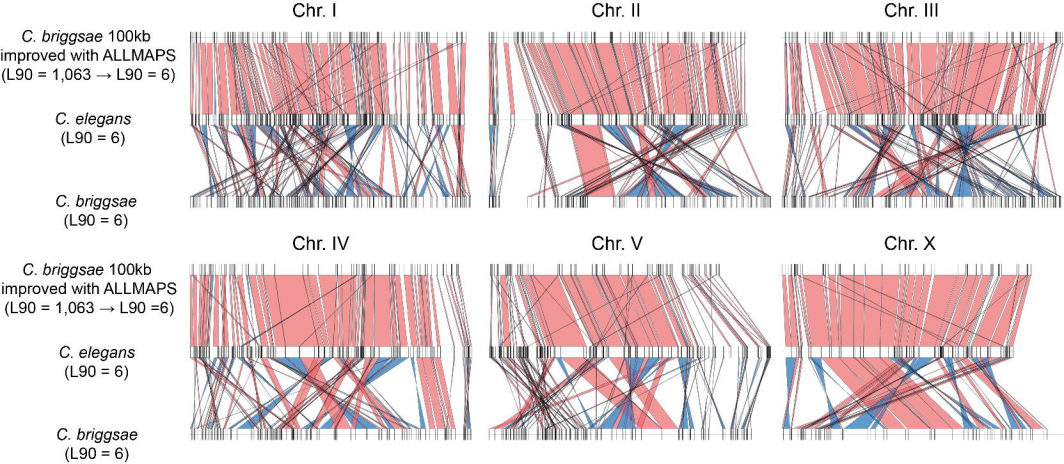 Chr. I
Chr. II
Chr. III
C. briggsae 100kb
improved with ALLMAPS
(L90 = 1,063 → L90 = 6)
C. elegans
(L90 = 6)
C. briggsae
(L90 = 6)
Chr. IV
Chr. V
Chr. X
C. briggsae 100kb
improved with ALLMAPS
(L90 = 1,063 → L90 =6)
C. elegans
(L90 = 6)
C. briggsae
(L90 = 6)